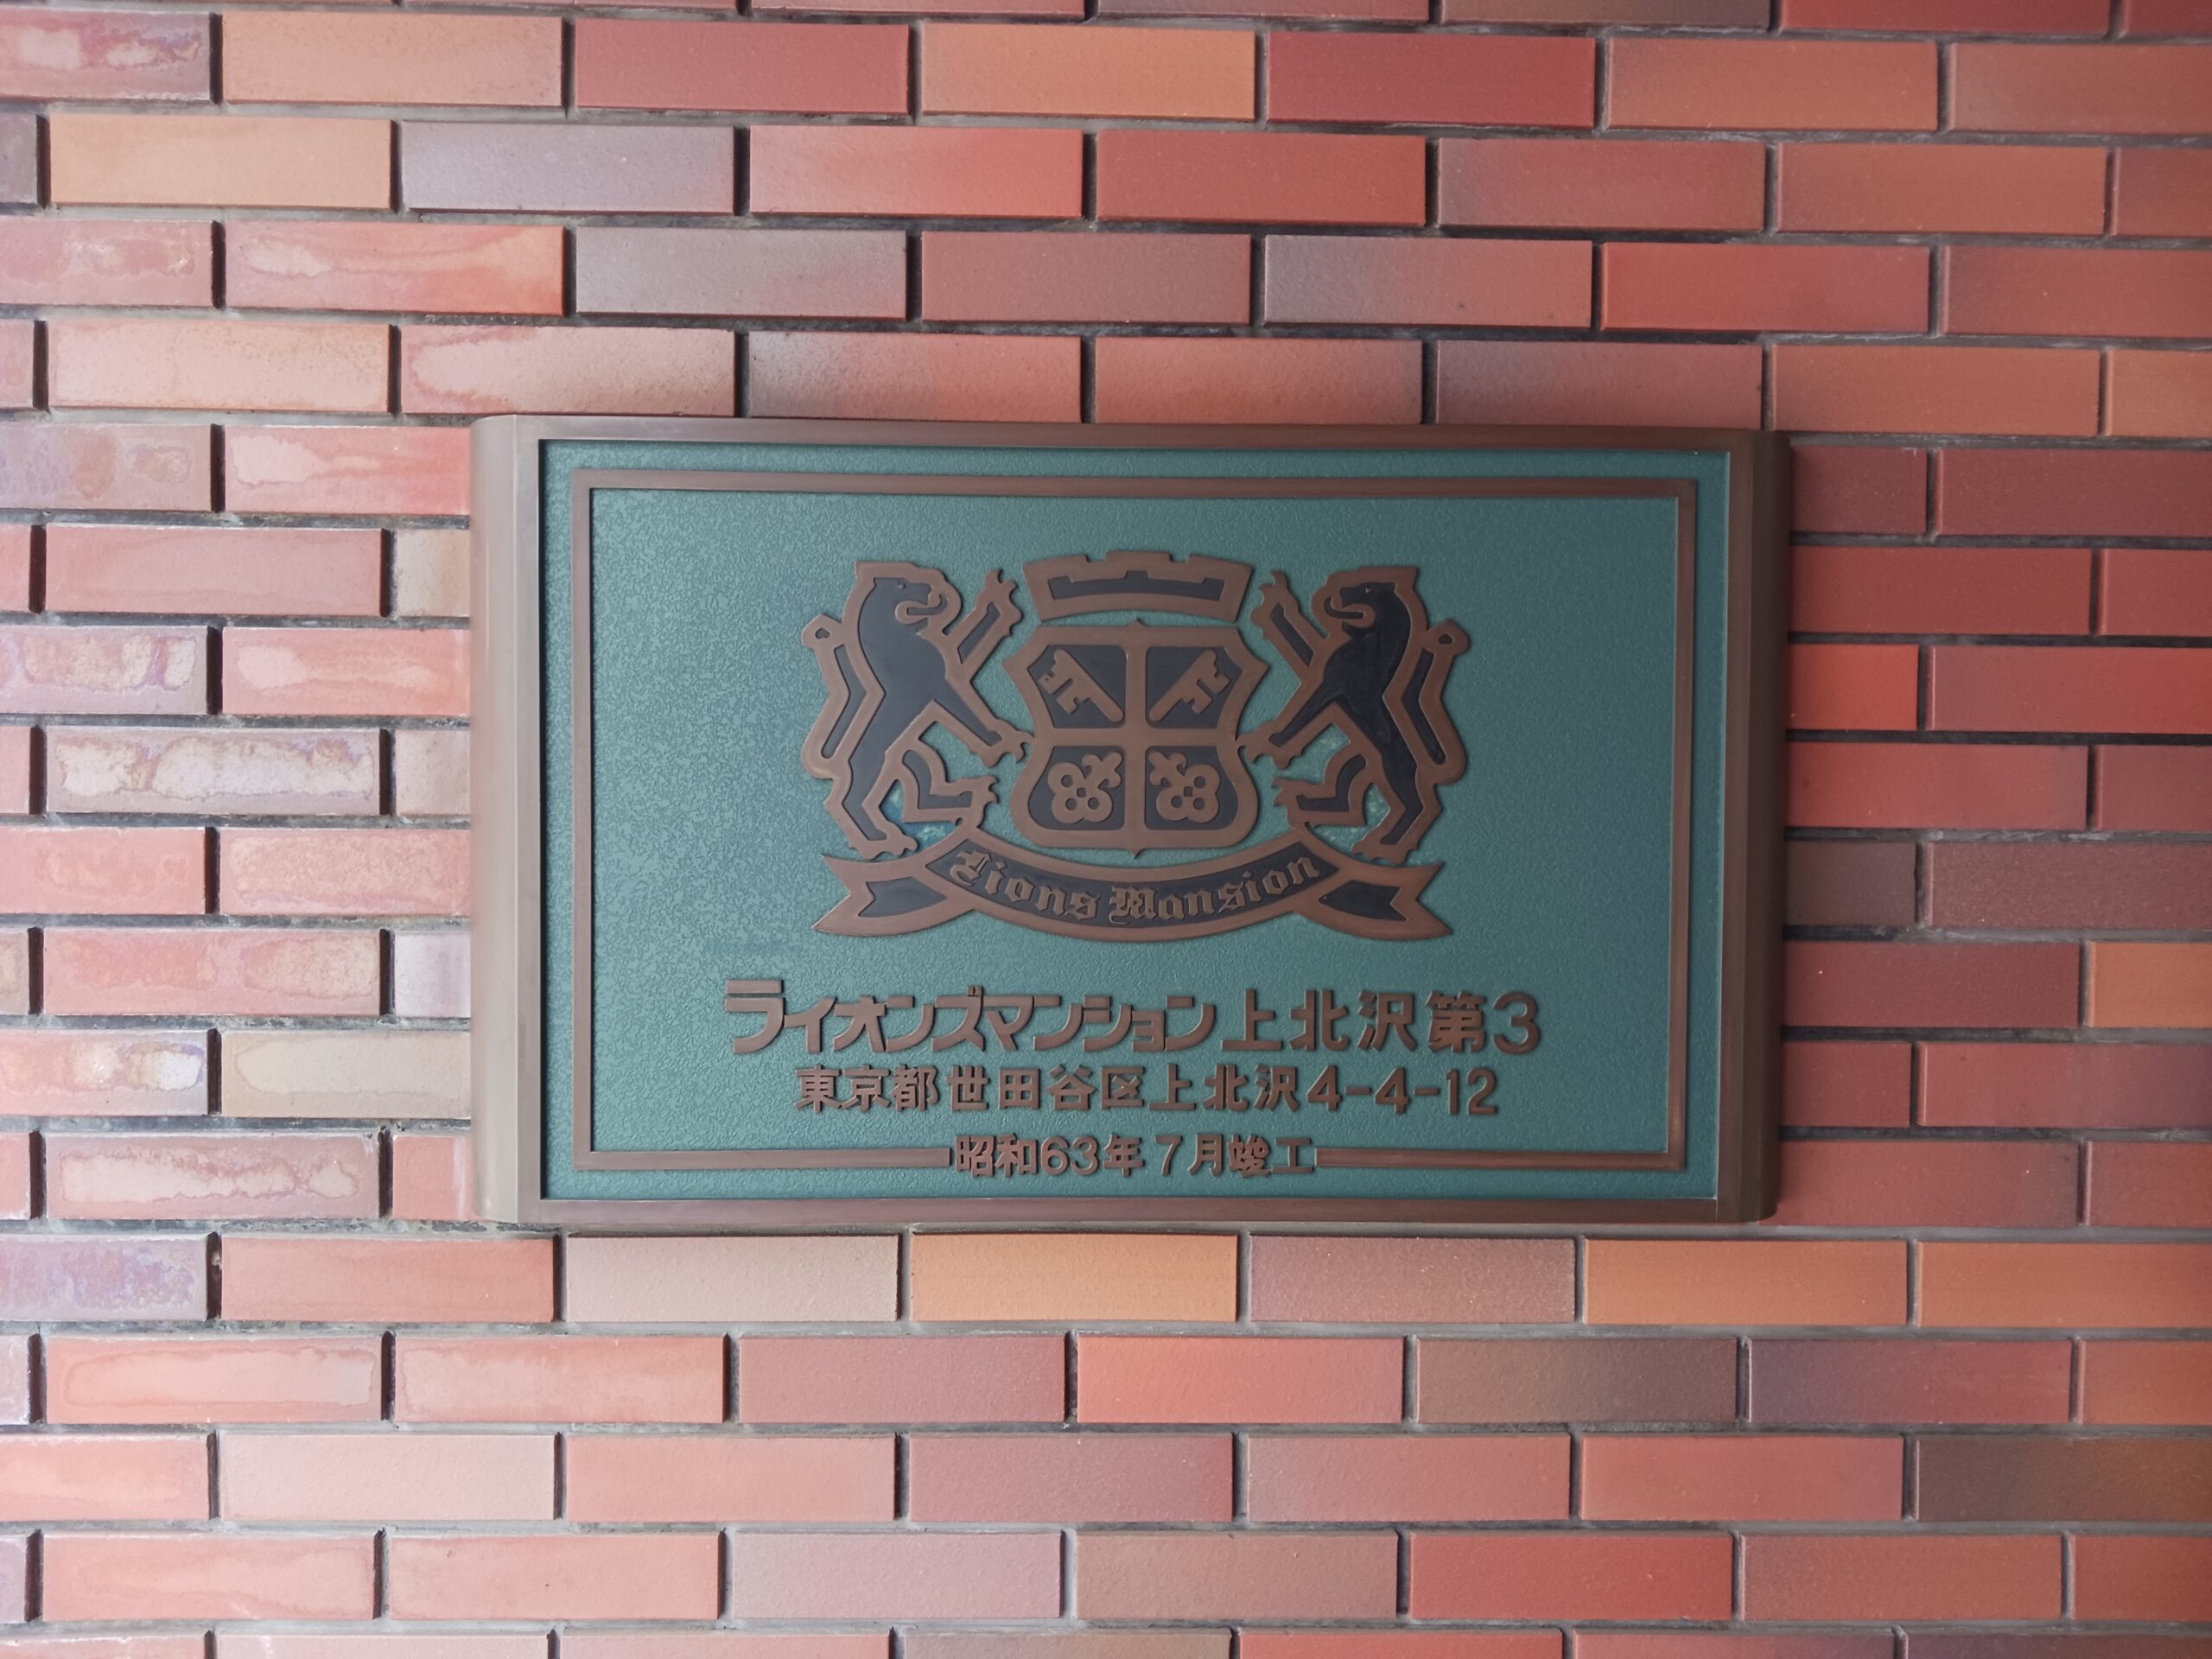 Lions Mansion
ライオンズマンション上北沢第3
東京都世田谷区上北沢4-4-12
昭和63年7月竣工